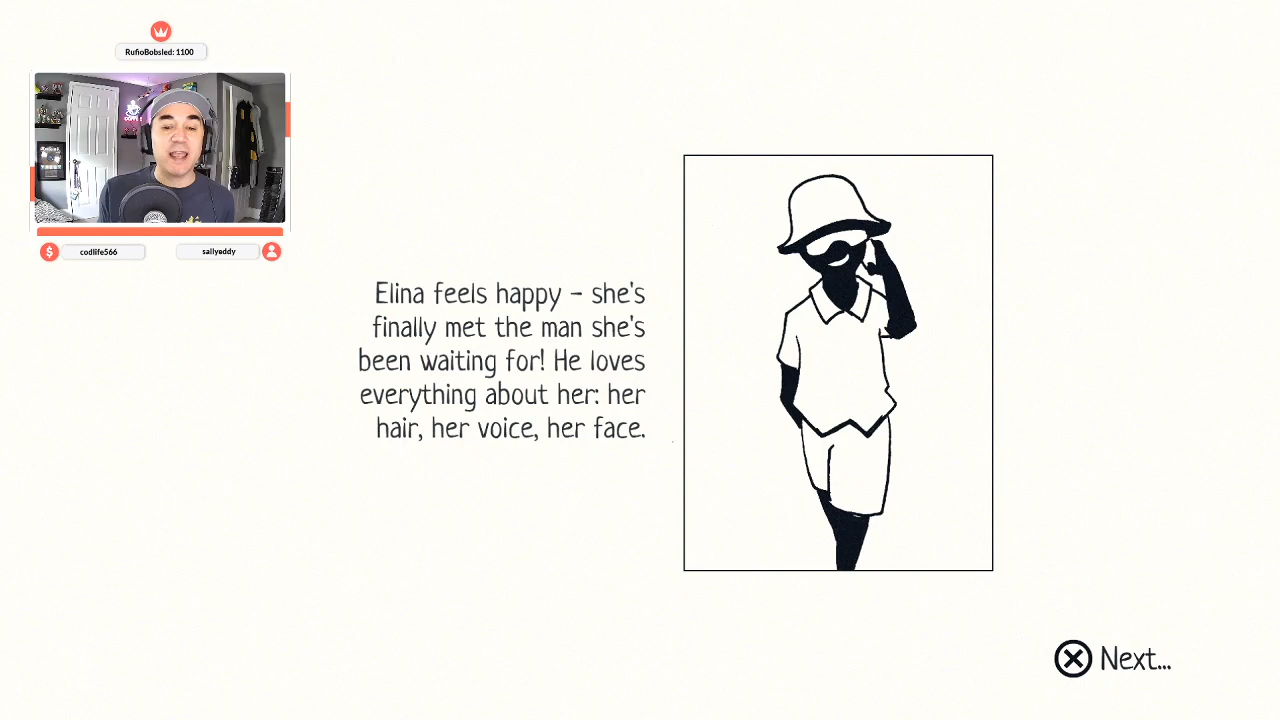 RufioBobsled: 1100
codlife566
sallyeddy
Elina feels happy – she's
finally met the man she's
been waiting for! He loves
everything about her: her
hair, her voice, her face.
Next...